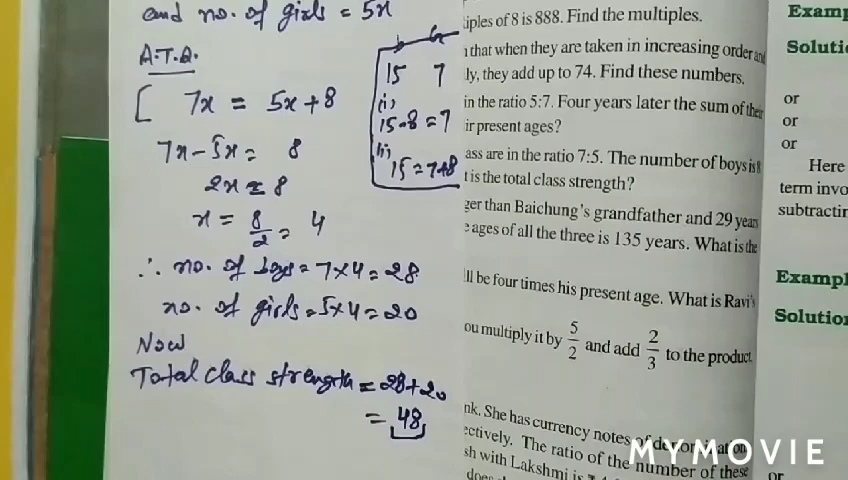 and no. of girls = 5x
A.T.Q.
[ 7x = 5x+8
7x-5x = 8
2x = 8
x = 8/2 = 4
∴ no. of boys = 7×4 = 28
no. of girls = 5×4 = 20
Now
Total class strength = 28+20
= 48
b G
15 7
(i)
15-8=7
(ii)
15=7+8
iples of 8 is 888. Find the multiples.
that when they are taken in increasing order and
ly, they add up to 74. Find these numbers.
in the ratio 5:7. Four years later the sum of their
ir present ages?
ass are in the ratio 7:5. The number of boys is 8
t is the total class strength?
ger than Baichung's grandfather and 29 years
e ages of all the three is 135 years. What is the
ll be four times his present age. What is Ravi's
ou multiply it by 5/2 and add 2/3 to the product
nk. She has currency notes of denominations
ectively. The ratio of the number of these
sh with Lakshmi is
does
Examp
Soluti
or
or
or
Here
term invo
subtractin
Exampl
Solution
or
MYMOVIE